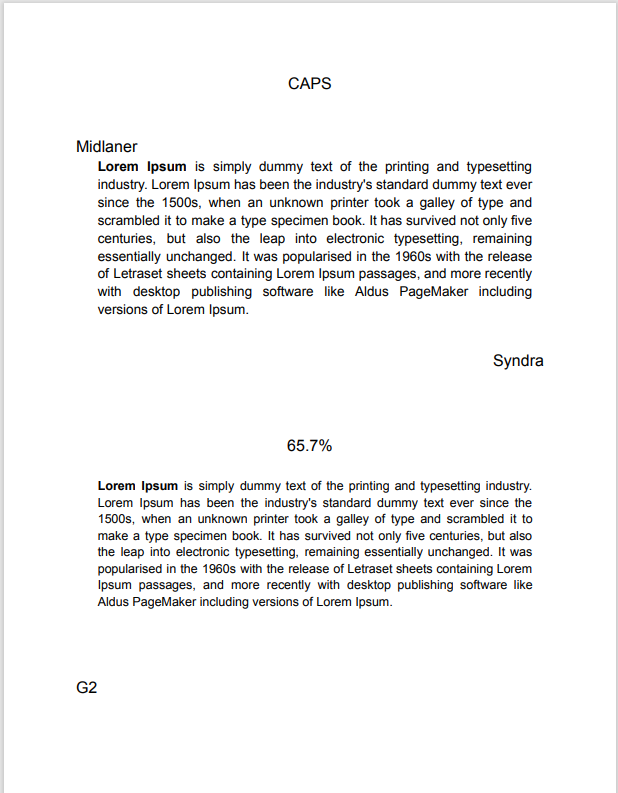 CAPS
Midlaner
Lorem Ipsum is simply dummy text of the printing and typesetting
industry. Lorem Ipsum has been the industry's standard dummy text ever
since the 1500s, when an unknown printer took a galley of type and
scrambled it to make a type specimen book. It has survived not only five
centuries, but also the leap into electronic typesetting, remaining
essentially unchanged. It was popularised in the 1960s with the release
of Letraset sheets containing Lorem Ipsum passages, and more recently
with desktop publishing software like Aldus PageMaker including
versions of Lorem Ipsum.
Syndra
65.7%
Lorem Ipsum is simply dummy text of the printing and typesetting industry.
Lorem Ipsum has been the industry's standard dummy text ever since the
1500s, when an unknown printer took a galley of type and scrambled it to
make a type specimen book. It has survived not only five centuries, but also
the leap into electronic typesetting, remaining essentially unchanged. It was
popularised in the 1960s with the release of Letraset sheets containing Lorem
Ipsum passages, and more recently with desktop publishing software like
Aldus PageMaker including versions of Lorem Ipsum.
G2